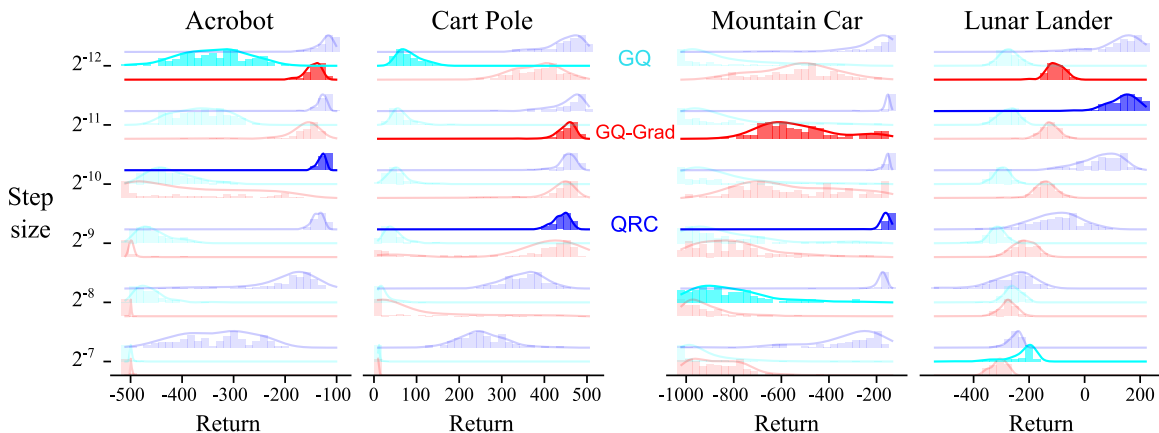 Acrobot Cart Pole Mountain Car Lunar Lander
2⁻¹² GQ
2⁻¹¹ GQ-Grad
2⁻¹⁰
Step
size
2⁻⁹ QRC
2⁻⁸
2⁻⁷
-500 -400 -300 -200 -100 0 100 200 300 400 500 -1000 -800 -600 -400 -200 -400 -200 0 200
Return Return Return Return